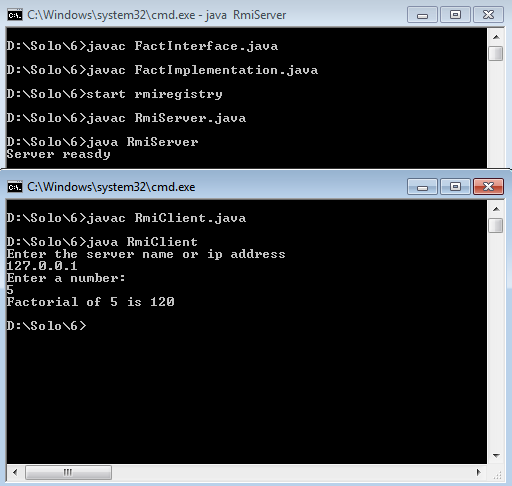 C:\Windows\system32\cmd.exe - java RmiServer
D:\Solo\6>javac FactInterface.java
D:\Solo\6>javac FactImplementation.java
D:\Solo\6>start rmiregistry
D:\Solo\6>javac RmiServer.java
D:\Solo\6>java RmiServer
Server reasdy
C:\Windows\system32\cmd.exe
D:\Solo\6>javac RmiClient.java
D:\Solo\6>java RmiClient
Enter the server name or ip address
127.0.0.1
Enter a number:
5
Factorial of 5 is 120
D:\Solo\6>